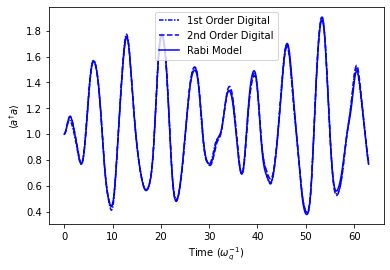 1st Order Digital
2nd Order Digital
Rabi Model
⟨a†a⟩
1.8
1.6
1.4
1.2
1.0
0.8
0.6
0.4
0 10 20 30 40 50 60
Time (ω_q^{-1})